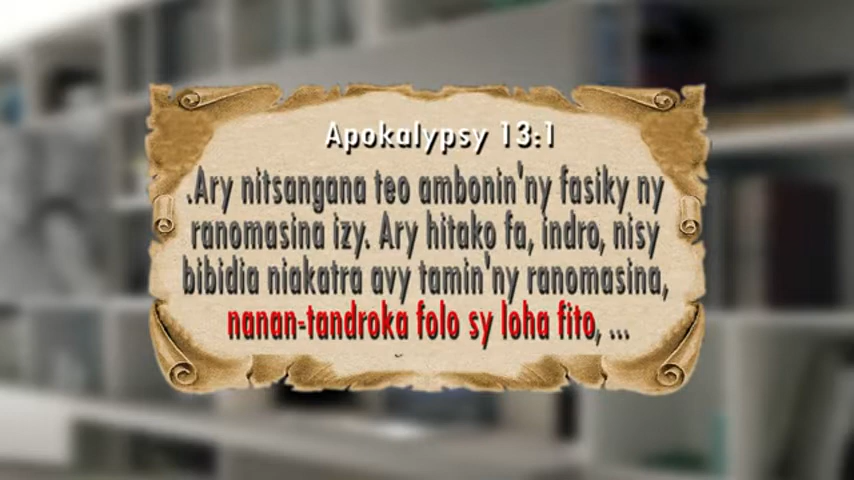 Apokalypsy 13:1
.Ary nitsangana teo ambonin'ny fasiky ny
ranomasina izy. Ary hitako fa, indro, nisy
bibidia niakatra avy tamin'ny ranomasina,
nanan-tandroka folo sy loha fito, ...